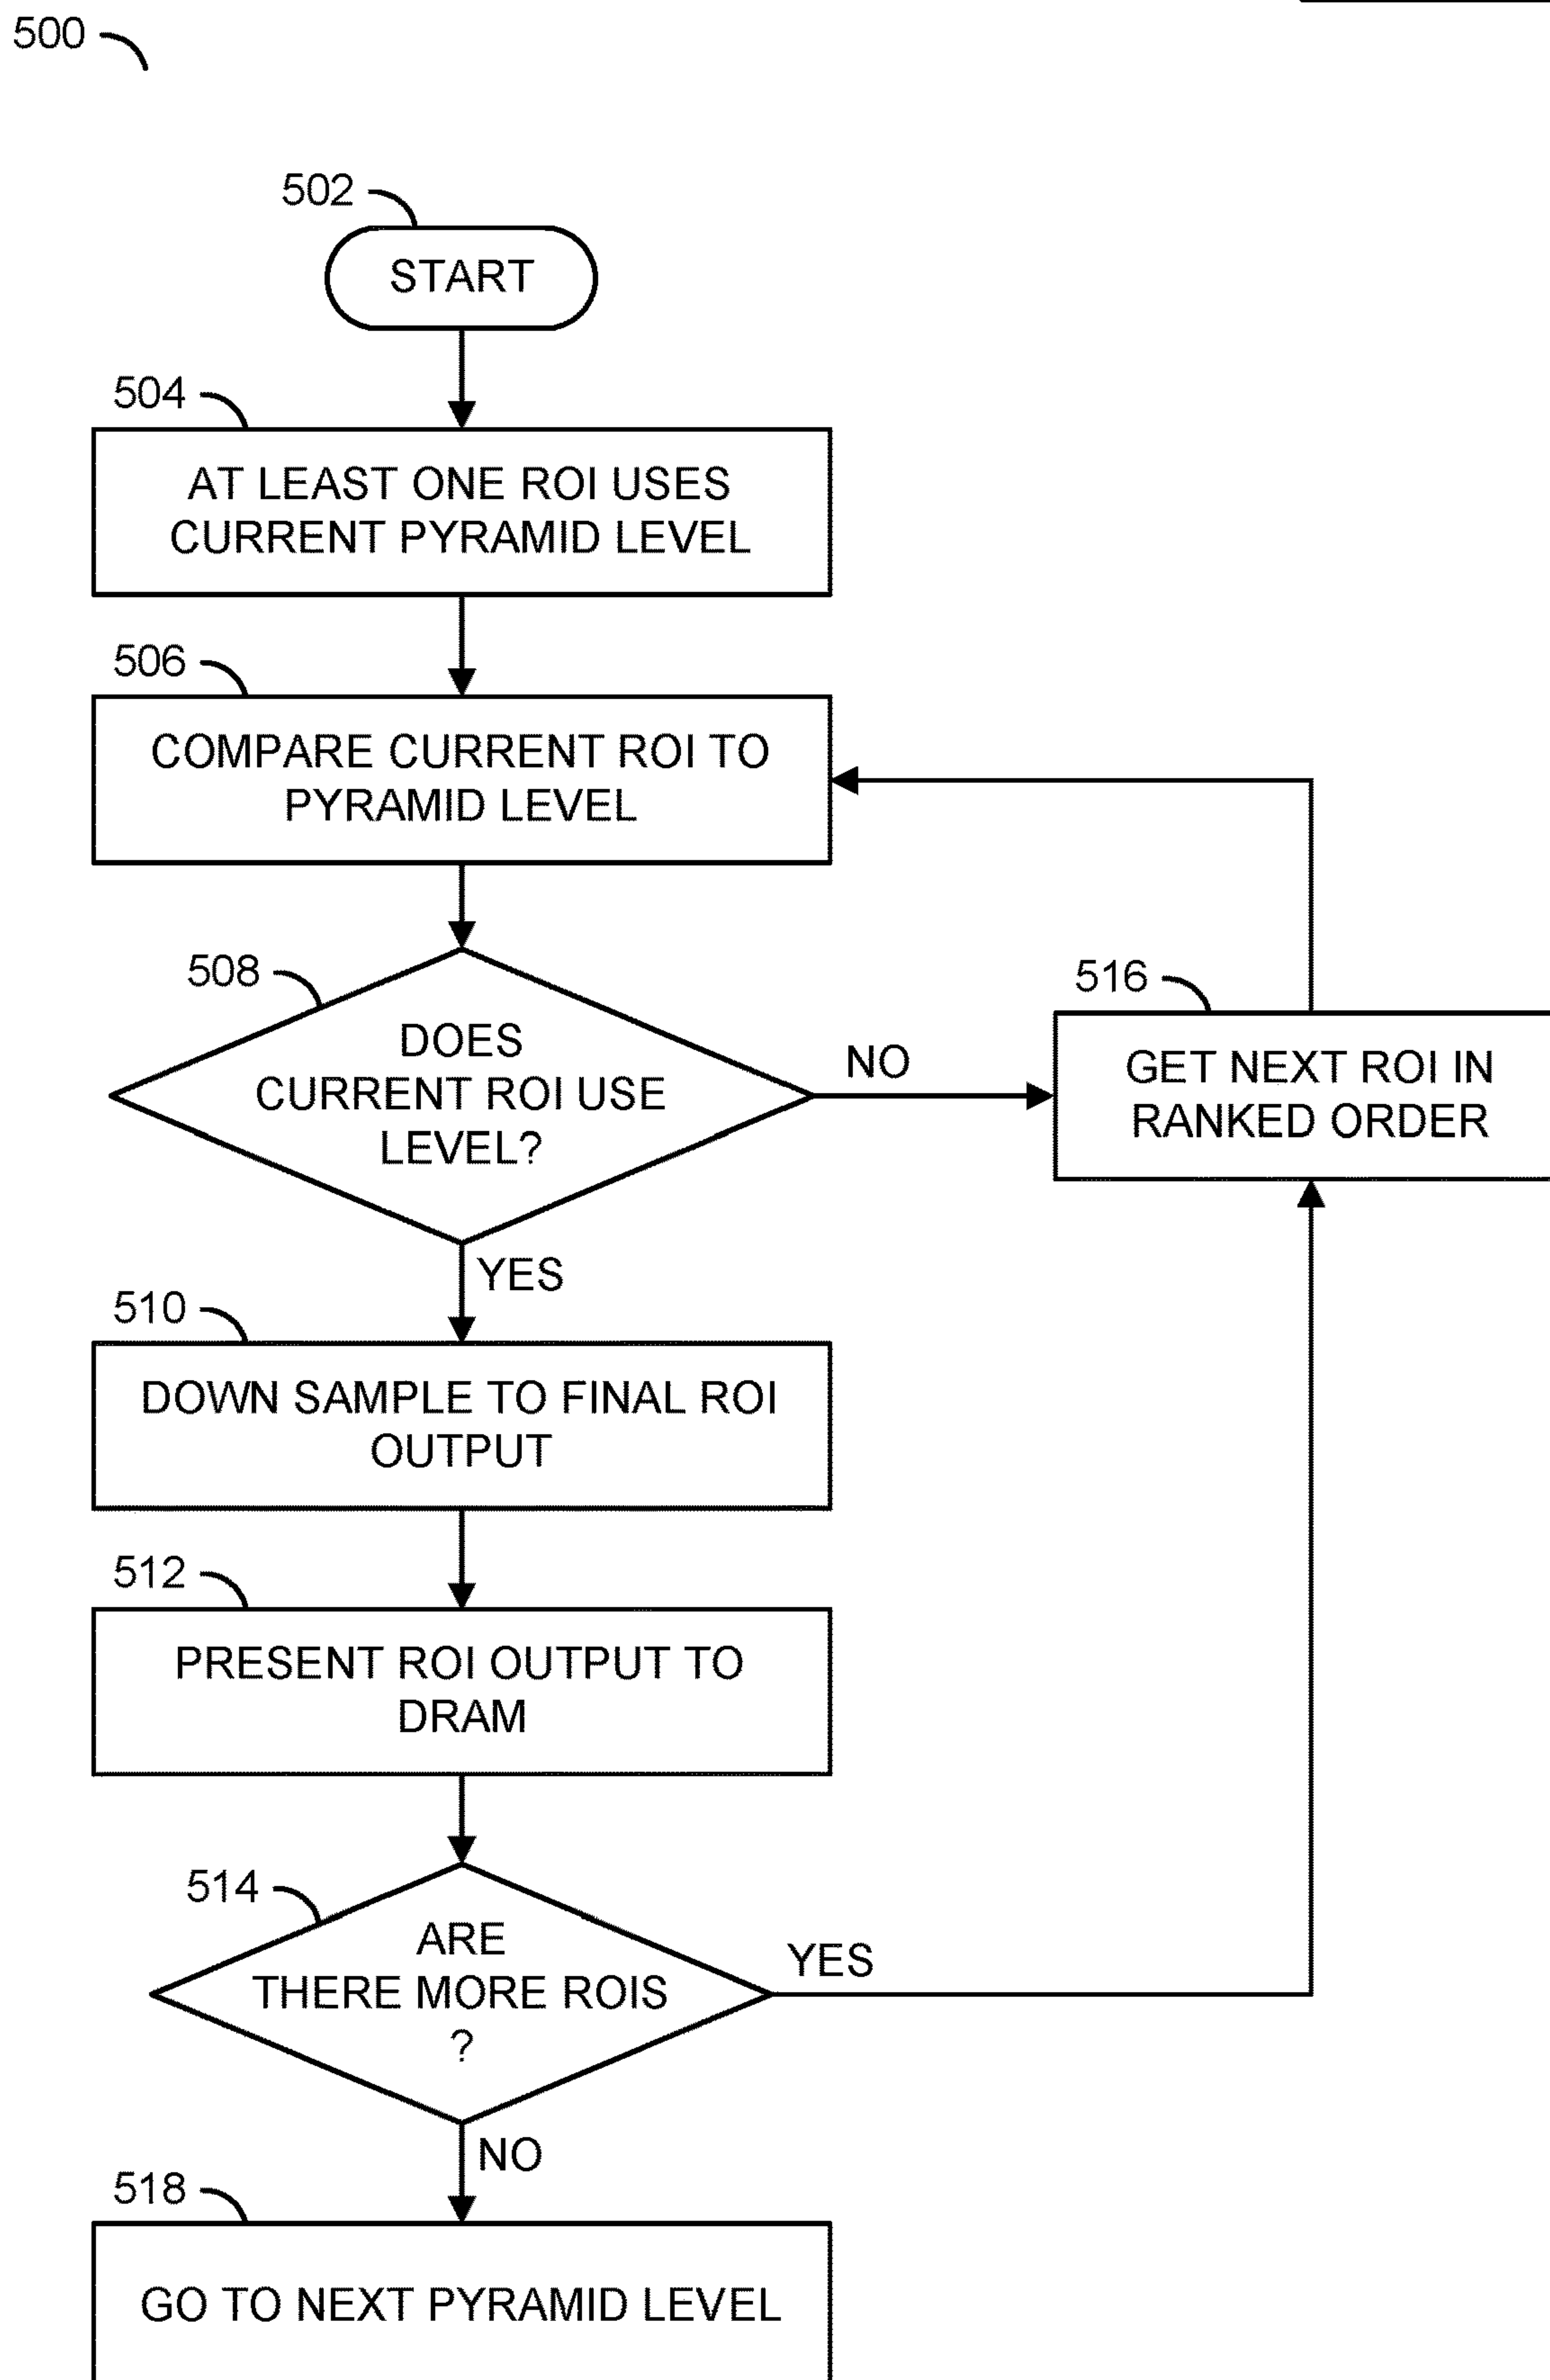 500
502
START
504
AT LEAST ONE ROI USES
CURRENT PYRAMID LEVEL
506
COMPARE CURRENT ROI TO
PYRAMID LEVEL
508
DOES
CURRENT ROI USE
LEVEL?
NO
516
GET NEXT ROI IN
RANKED ORDER
YES
510
DOWN SAMPLE TO FINAL ROI
OUTPUT
512
PRESENT ROI OUTPUT TO
DRAM
514
ARE
THERE MORE ROIS
?
YES
NO
518
GO TO NEXT PYRAMID LEVEL